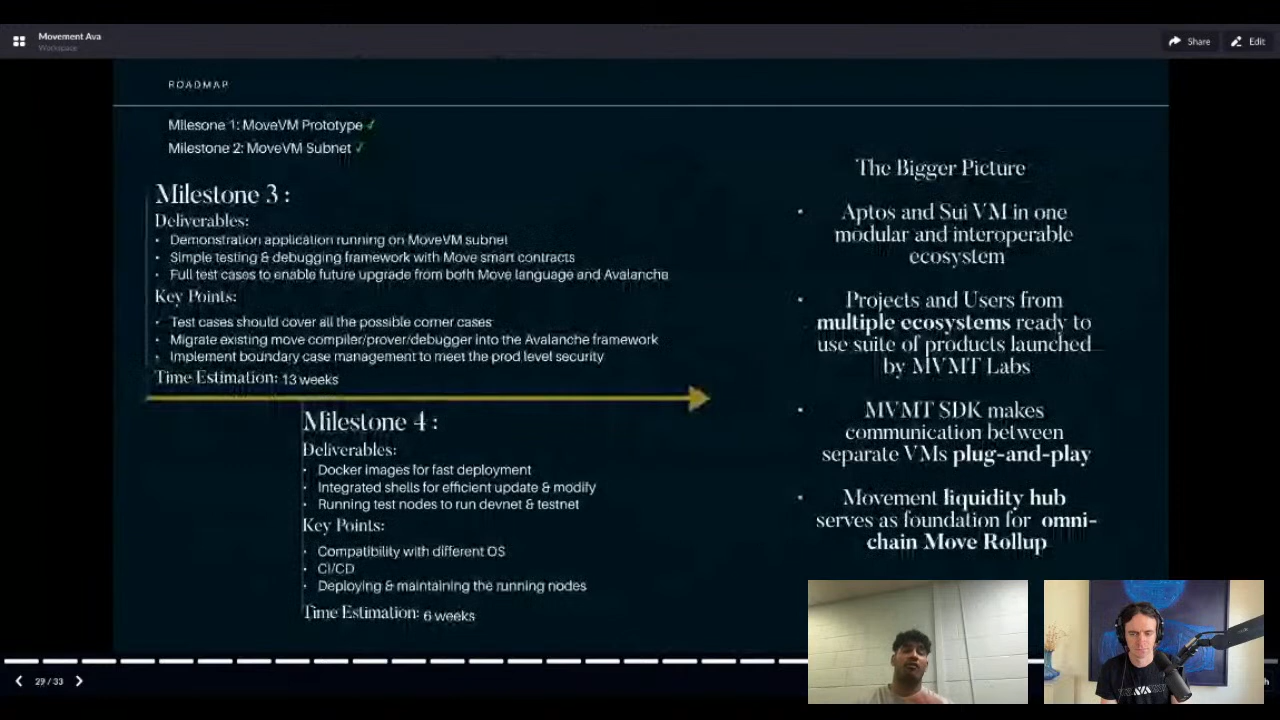 Movement Ava
Workspace
Share
Edit
ROADMAP
Milesone 1: MoveVM Prototype ✓
Milestone 2: MoveVM Subnet ✓
Milestone 3 :
Deliverables:
• Demonstration application running on MoveVM subnet
• Simple testing & debugging framework with Move smart contracts
• Full test cases to enable future upgrade from both Move language and Avalanche
Key Points:
• Test cases should cover all the possible corner cases
• Migrate existing move compiler/prover/debugger into the Avalanche framework
• Implement boundary case management to meet the prod level security
Time Estimation: 13 weeks
Milestone 4 :
Deliverables:
• Docker images for fast deployment
• Integrated shells for efficient update & modify
• Running test nodes to run devnet & testnet
Key Points:
• Compatibility with different OS
• CI/CD
• Deploying & maintaining the running nodes
Time Estimation: 6 weeks
The Bigger Picture
• Aptos and Sui VM in one
modular and interoperable
ecosystem
• Projects and Users from
multiple ecosystems ready to
use suite of products launched
by MVMT Labs
• MVMT SDK makes
communication between
separate VMs plug-and-play
• Movement liquidity hub
serves as foundation for omni-
chain Move Rollup
29 / 33